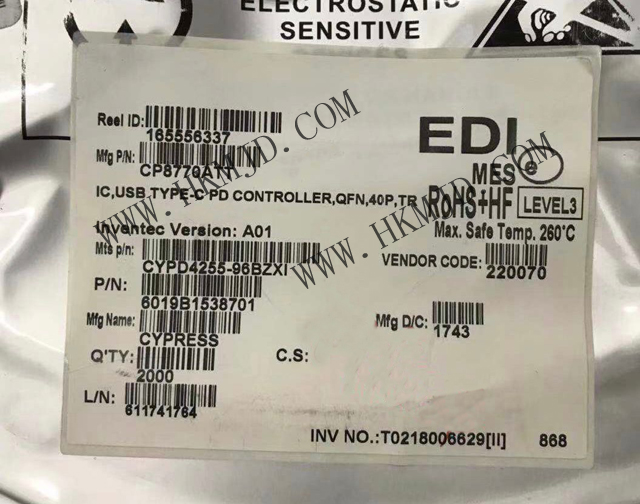 ELECTROSTATIC
SENSITIVE
Reel ID:
165556337
EDI
Mfg P/N:
CP8770ATT
MES e
IC,USB TYPE-C PD CONTROLLER,QFN,40P,TR
RoHS+HF LEVEL3
Inventec Version: A01
Max. Safe Temp. 260°C
Mts p/n:
CYPD4255-96BZXI
VENDOR CODE:
220070
P/N:
6019B1538701
Mfg Name:
CYPRESS
Mfg D/C:
1743
Q'TY:
2000
C.S:
L/N:
611741764
INV NO.:T0218006629[II] 868
WWW.HKMJD.COM
WWW.HKMJD.COM